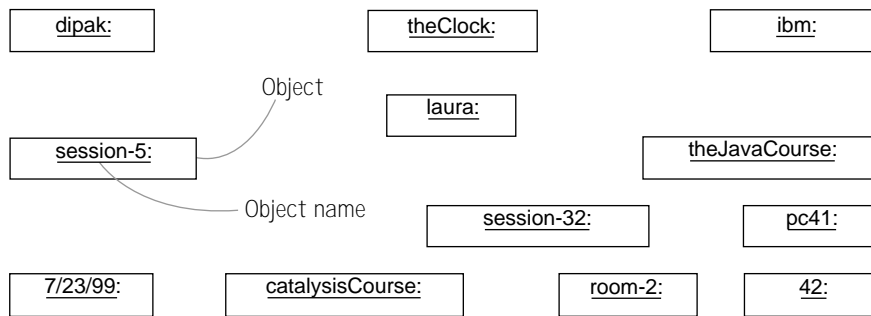 dipak:
theClock:
ibm:
Object
laura:
session-5:
theJavaCourse:
Object name
session-32:
pc41:
7/23/99:
catalysisCourse:
room-2:
42: